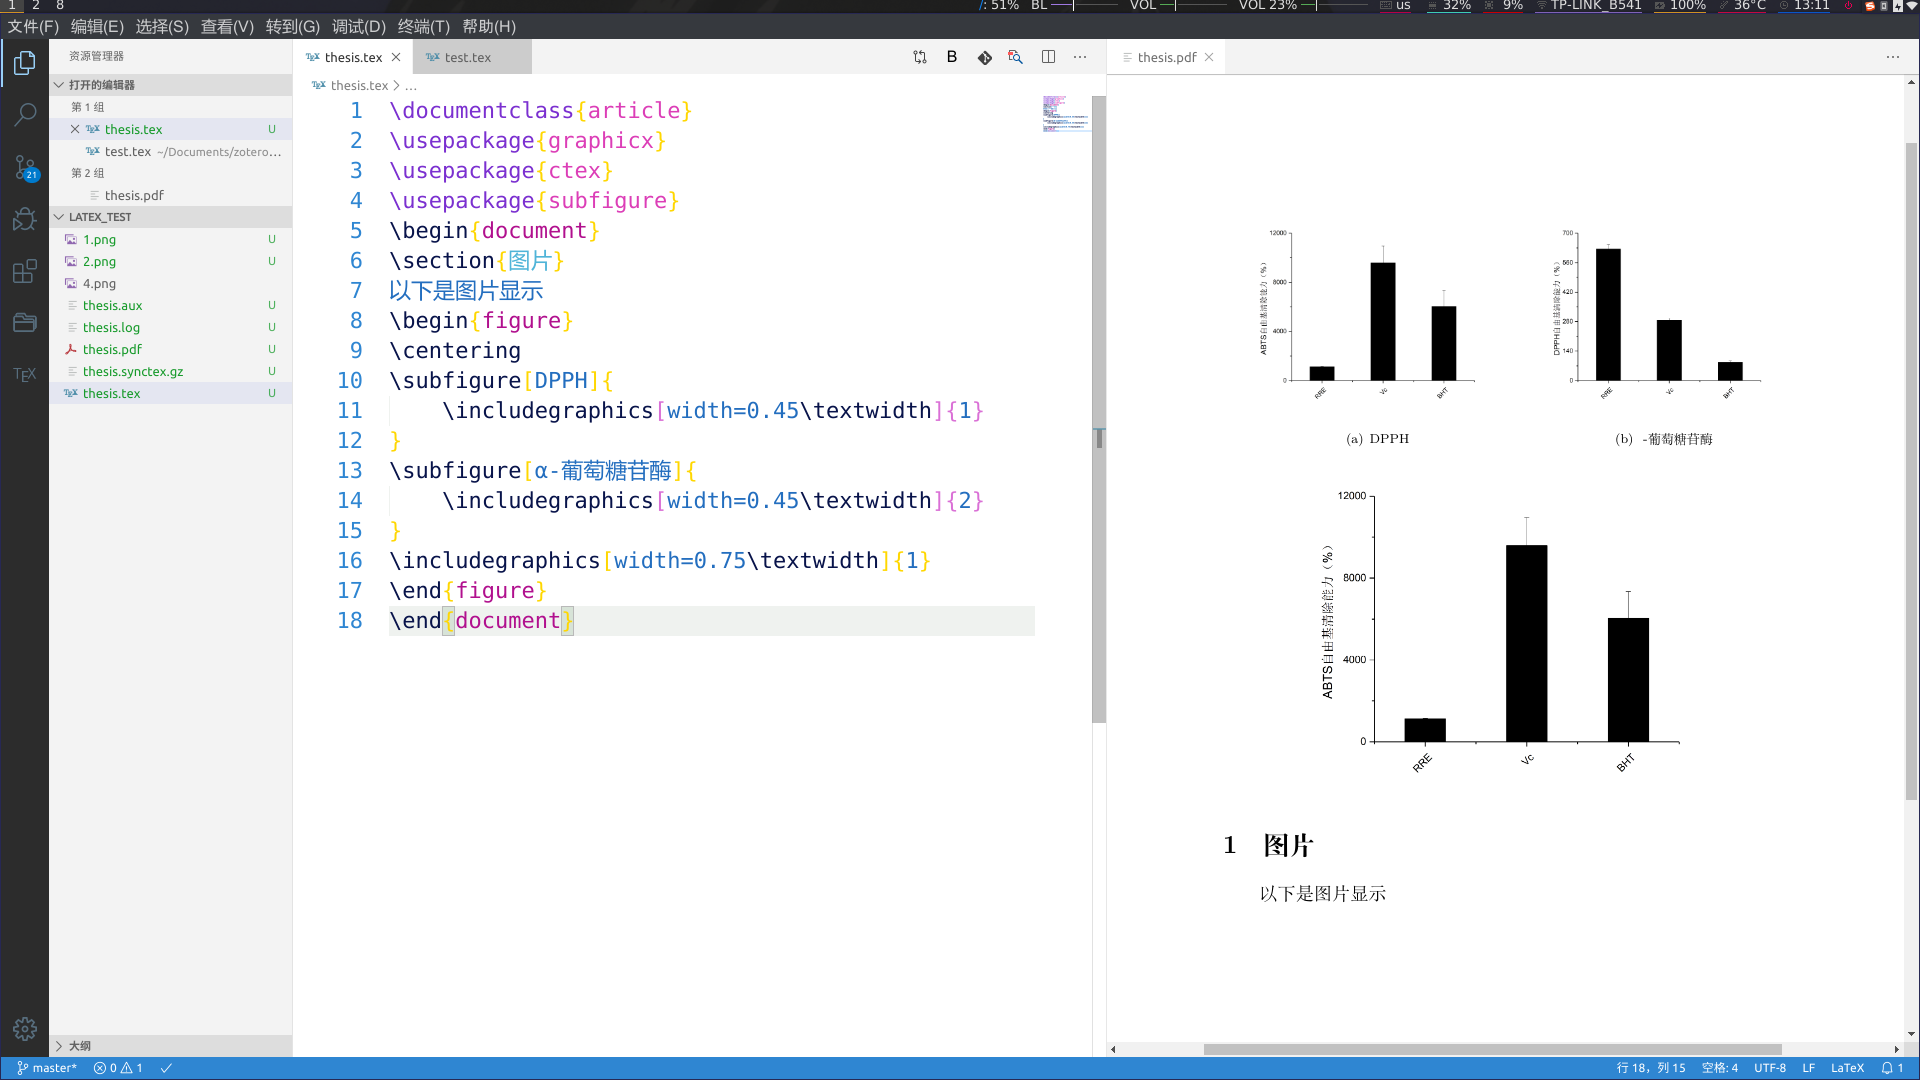 1 2 8
/: 51% BL VOL VOL 23% us 32% 9% TP-LINK_B541 100% 36°C 13:11
文件(F) 编辑(E) 选择(S) 查看(V) 转到(G) 调试(D) 终端(T) 帮助(H)
资源管理器
打开的编辑器
第 1 组
thesis.tex U
test.tex ~/Documents/zotero...
第 2 组
thesis.pdf
LATEX_TEST
1.png U
2.png U
4.png
thesis.aux U
thesis.log U
thesis.pdf U
thesis.synctex.gz U
thesis.tex U
21
TEX
大纲
thesis.tex test.tex
B
thesis.tex > ...
1 \documentclass{article}
2 \usepackage{graphicx}
3 \usepackage{ctex}
4 \usepackage{subfigure}
5 \begin{document}
6 \section{图片}
7 以下是图片显示
8 \begin{figure}
9 \centering
10 \subfigure[DPPH]{
11 \includegraphics[width=0.45\textwidth]{1}
12 }
13 \subfigure[α-葡萄糖苷酶]{
14 \includegraphics[width=0.45\textwidth]{2}
15 }
16 \includegraphics[width=0.75\textwidth]{1}
17 \end{figure}
18 \end{document}
thesis.pdf
12000
8000
4000
0
ABTS自由基清除能力（%）
RRE Vc BHT
(a) DPPH
700
560
420
280
140
0
DPPH自由基清除能力（%）
RRE Vc BHT
(b) -葡萄糖苷酶
12000
8000
4000
0
ABTS自由基清除能力（%）
RRE Vc BHT
1 图片
以下是图片显示
master* 0 1
行 18，列 15 空格: 4 UTF-8 LF LaTeX 1